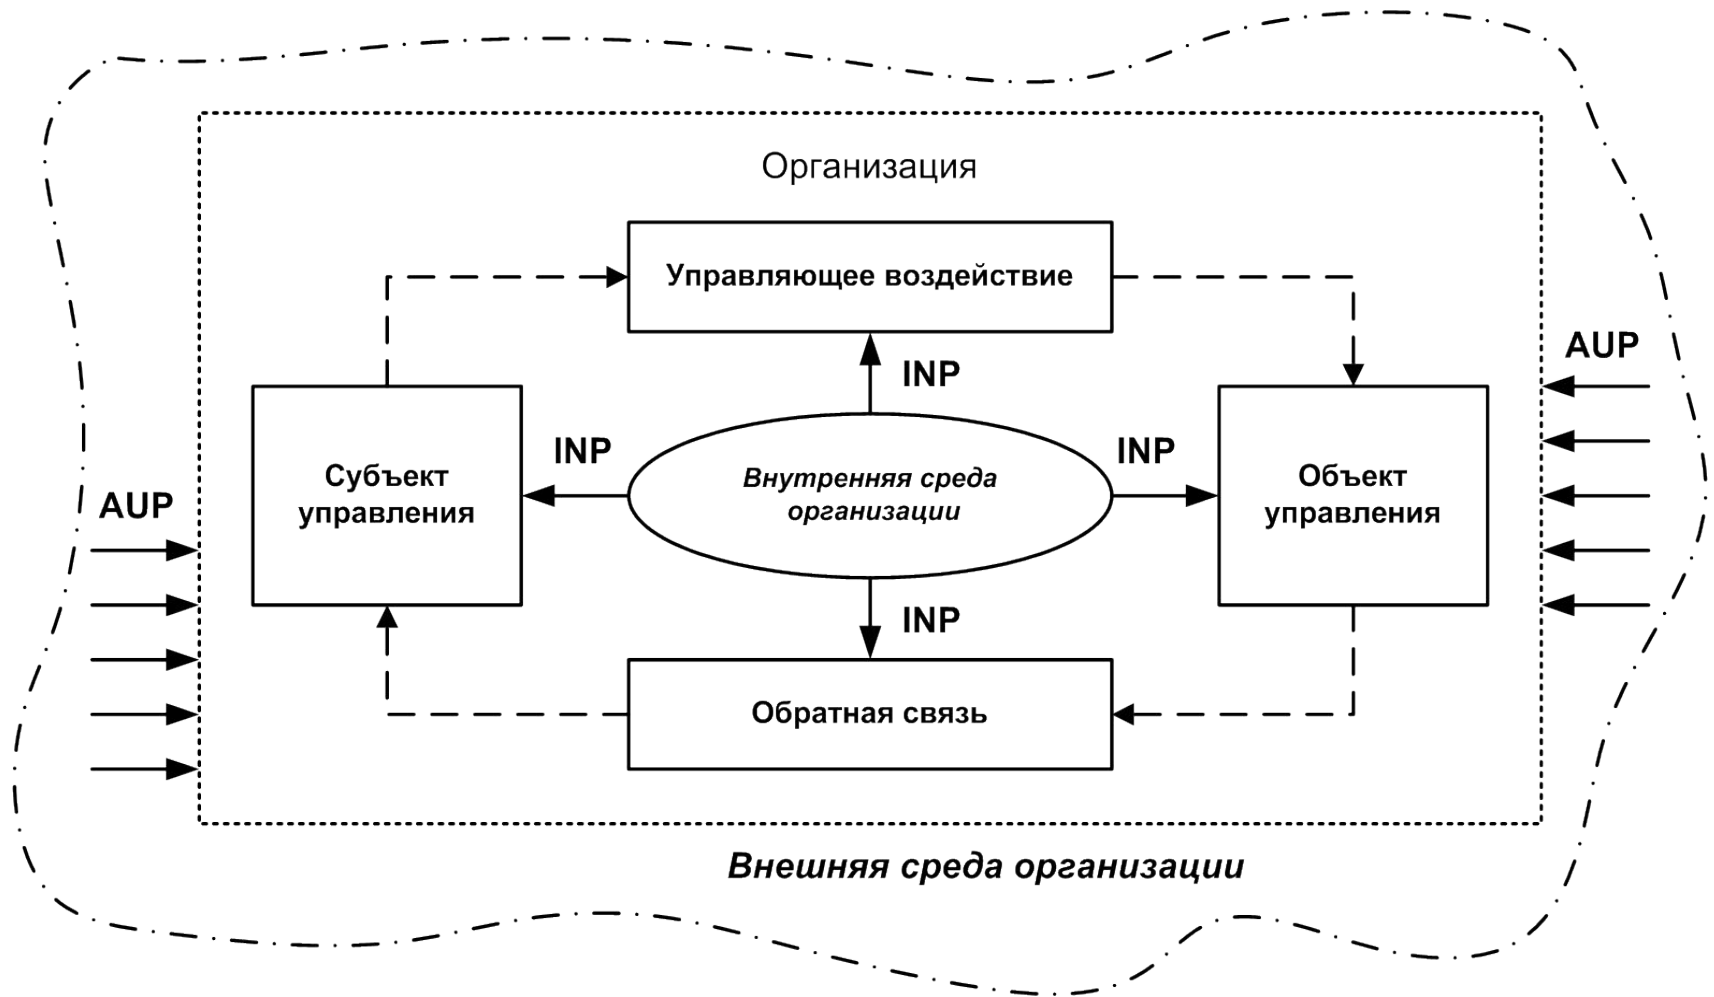 Организация
Управляющее воздействие
AUP
INP
INP
INP
Субъект
управления
Внутренняя среда
организации
Объект
управления
AUP
INP
Обратная связь
Внешняя среда организации